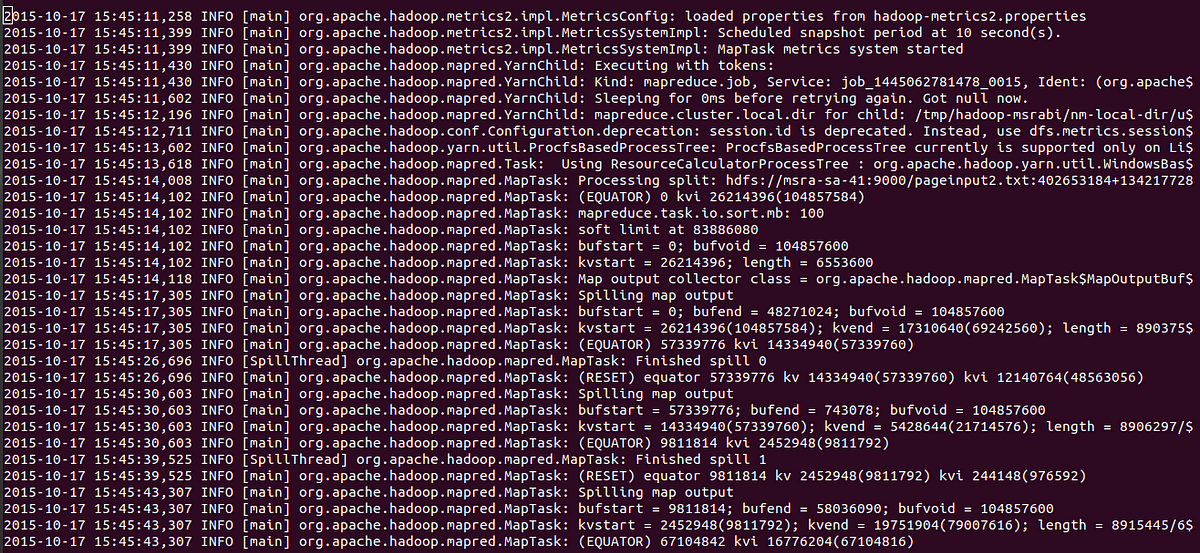 2015-10-17 15:45:11,258 INFO [main] org.apache.hadoop.metrics2.impl.MetricsConfig: loaded properties from hadoop-metrics2.properties
2015-10-17 15:45:11,399 INFO [main] org.apache.hadoop.metrics2.impl.MetricsSystemImpl: Scheduled snapshot period at 10 second(s).
2015-10-17 15:45:11,399 INFO [main] org.apache.hadoop.metrics2.impl.MetricsSystemImpl: MapTask metrics system started
2015-10-17 15:45:11,430 INFO [main] org.apache.hadoop.mapred.YarnChild: Executing with tokens:
2015-10-17 15:45:11,430 INFO [main] org.apache.hadoop.mapred.YarnChild: Kind: mapreduce.job, Service: job_1445062781478_0015, Ident: (org.apache$
2015-10-17 15:45:11,602 INFO [main] org.apache.hadoop.mapred.YarnChild: Sleeping for 0ms before retrying again. Got null now.
2015-10-17 15:45:12,196 INFO [main] org.apache.hadoop.mapred.YarnChild: mapreduce.cluster.local.dir for child: /tmp/hadoop-msrabi/nm-local-dir/u$
2015-10-17 15:45:12,711 INFO [main] org.apache.hadoop.conf.Configuration.deprecation: session.id is deprecated. Instead, use dfs.metrics.session$
2015-10-17 15:45:13,602 INFO [main] org.apache.hadoop.yarn.util.ProcfsBasedProcessTree: ProcfsBasedProcessTree currently is supported only on Li$
2015-10-17 15:45:13,618 INFO [main] org.apache.hadoop.mapred.Task:  Using ResourceCalculatorProcessTree : org.apache.hadoop.yarn.util.WindowsBas$
2015-10-17 15:45:14,008 INFO [main] org.apache.hadoop.mapred.MapTask: Processing split: hdfs://msra-sa-41:9000/pageinput2.txt:402653184+134217728
2015-10-17 15:45:14,102 INFO [main] org.apache.hadoop.mapred.MapTask: (EQUATOR) 0 kvi 26214396(104857584)
2015-10-17 15:45:14,102 INFO [main] org.apache.hadoop.mapred.MapTask: mapreduce.task.io.sort.mb: 100
2015-10-17 15:45:14,102 INFO [main] org.apache.hadoop.mapred.MapTask: soft limit at 83886080
2015-10-17 15:45:14,102 INFO [main] org.apache.hadoop.mapred.MapTask: bufstart = 0; bufvoid = 104857600
2015-10-17 15:45:14,102 INFO [main] org.apache.hadoop.mapred.MapTask: kvstart = 26214396; length = 6553600
2015-10-17 15:45:14,118 INFO [main] org.apache.hadoop.mapred.MapTask: Map output collector class = org.apache.hadoop.mapred.MapTask$MapOutputBuf$
2015-10-17 15:45:17,305 INFO [main] org.apache.hadoop.mapred.MapTask: Spilling map output
2015-10-17 15:45:17,305 INFO [main] org.apache.hadoop.mapred.MapTask: bufstart = 0; bufend = 48271024; bufvoid = 104857600
2015-10-17 15:45:17,305 INFO [main] org.apache.hadoop.mapred.MapTask: kvstart = 26214396(104857584); kvend = 17310640(69242560); length = 890375$
2015-10-17 15:45:17,305 INFO [main] org.apache.hadoop.mapred.MapTask: (EQUATOR) 57339776 kvi 14334940(57339760)
2015-10-17 15:45:26,696 INFO [SpillThread] org.apache.hadoop.mapred.MapTask: Finished spill 0
2015-10-17 15:45:26,696 INFO [main] org.apache.hadoop.mapred.MapTask: (RESET) equator 57339776 kv 14334940(57339760) kvi 12140764(48563056)
2015-10-17 15:45:30,603 INFO [main] org.apache.hadoop.mapred.MapTask: Spilling map output
2015-10-17 15:45:30,603 INFO [main] org.apache.hadoop.mapred.MapTask: bufstart = 57339776; bufend = 743078; bufvoid = 104857600
2015-10-17 15:45:30,603 INFO [main] org.apache.hadoop.mapred.MapTask: kvstart = 14334940(57339760); kvend = 5428644(21714576); length = 8906297/$
2015-10-17 15:45:30,603 INFO [main] org.apache.hadoop.mapred.MapTask: (EQUATOR) 9811814 kvi 2452948(9811792)
2015-10-17 15:45:39,525 INFO [SpillThread] org.apache.hadoop.mapred.MapTask: Finished spill 1
2015-10-17 15:45:39,525 INFO [main] org.apache.hadoop.mapred.MapTask: (RESET) equator 9811814 kv 2452948(9811792) kvi 244148(976592)
2015-10-17 15:45:43,307 INFO [main] org.apache.hadoop.mapred.MapTask: Spilling map output
2015-10-17 15:45:43,307 INFO [main] org.apache.hadoop.mapred.MapTask: bufstart = 9811814; bufend = 58036090; bufvoid = 104857600
2015-10-17 15:45:43,307 INFO [main] org.apache.hadoop.mapred.MapTask: kvstart = 2452948(9811792); kvend = 19751904(79007616); length = 8915445/6$
2015-10-17 15:45:43,307 INFO [main] org.apache.hadoop.mapred.MapTask: (EQUATOR) 67104842 kvi 16776204(67104816)